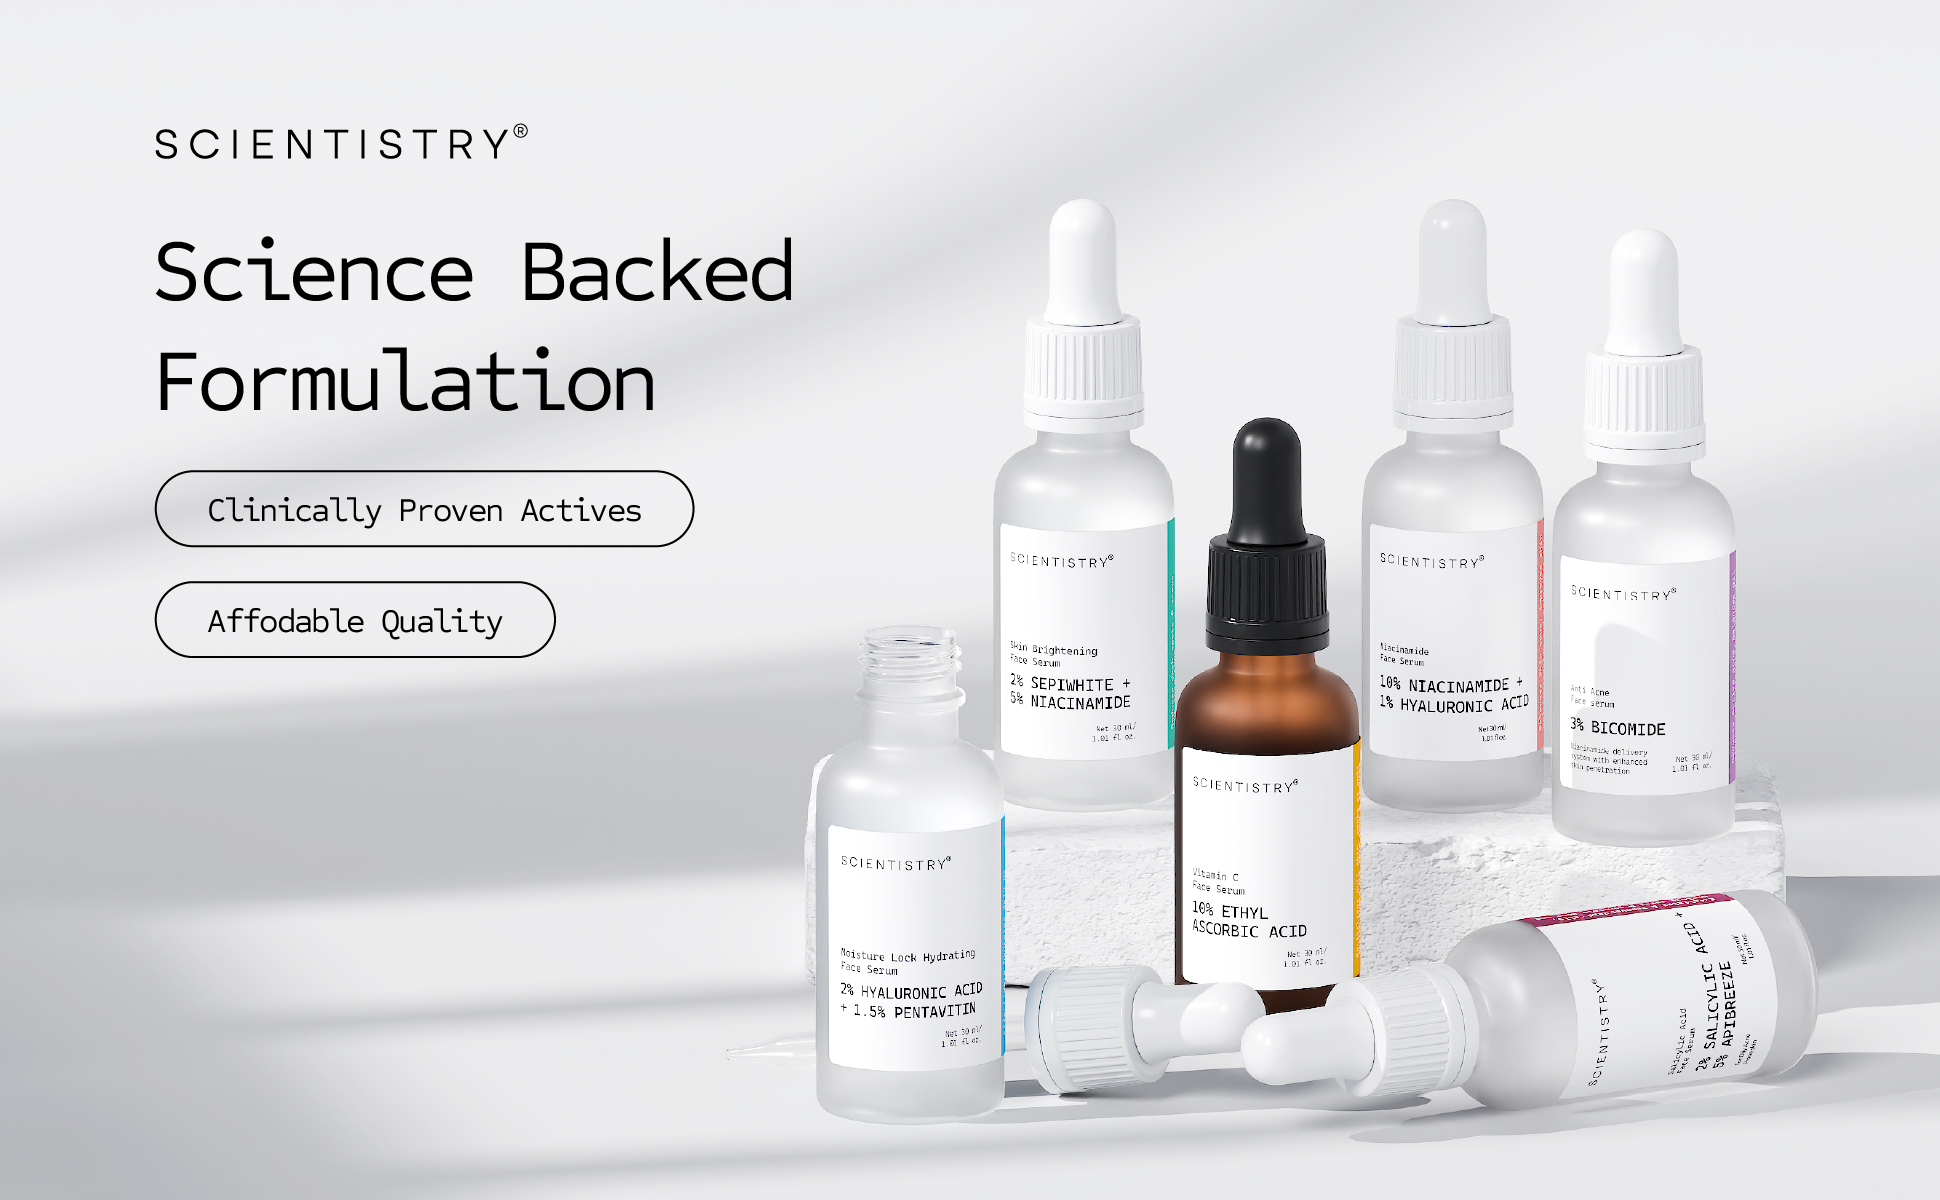 SCIENTISTRY®
Science Backed
Formulation
Clinically Proven Actives
Affodable Quality
SCIENTISTRY®
Skin Brightening
Face Serum
2% SEPIWHITE +
5% NIACINAMIDE
Net 30 ml/
1.01 fl oz.
SCIENTISTRY®
Niacinamide
Face Serum
10% NIACINAMIDE +
1% HYALURONIC ACID
Net 30 ml/
1.01 fl oz.
SCIENTISTRY®
Anti Acne
Face serum
3% BICOMIDE
Niacinamide delivery
system with enhanced
skin penetration
Net 30 ml/
1.01 fl oz.
SCIENTISTRY®
Vitamin C
Face Serum
10% ETHYL
ASCORBIC ACID
Net 30 ml/
1.01 fl oz.
SCIENTISTRY®
Moisture Lock Hydrating
Face Serum
2% HYALURONIC ACID
+ 1.5% PENTAVITIN
Net 30 ml/
1.01 fl oz.
SCIENTISTRY®
Salicylic Acid
Face Serum
2% SALICYLIC ACID +
5% APIBREEZE
Net 30 ml/
1.01 fl oz.